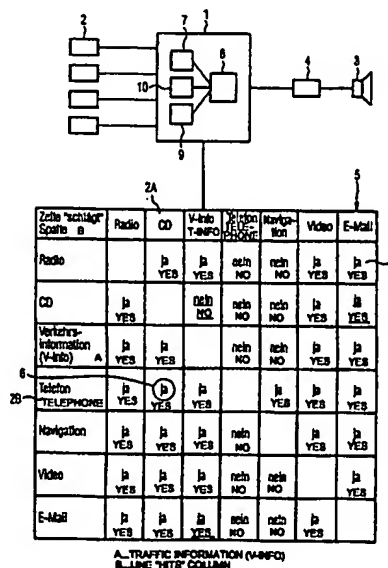 1
2
7
8
10
9
4
3
2A
5
Zeile "schlägt" Spalte B
Radio
CD
V-Info T-INFO
Telefon TELE-PHONE
Naviga-tion
Video
E-Mail
Radio
ja ja nein nein ja ja
YES YES NO NO YES YES
CD
ja nein nein nein ja ja
YES NO NO NO YES YES
Verkehrs-
information
(V-Info) A
ja ja nein nein ja ja
YES YES NO NO YES YES
6
2B
Telefon
TELEPHONE
ja ja ja ja ja ja
YES YES YES YES YES YES
Navigation
ja ja ja nein ja ja
YES YES YES NO YES YES
Video
ja ja ja nein nein ja
YES YES YES NO NO YES
E-Mail
ja ja ja nein nein ja
YES YES YES NO NO YES
A...TRAFFIC INFORMATION (V-INFO)
B...LINE "HITS" COLUMN